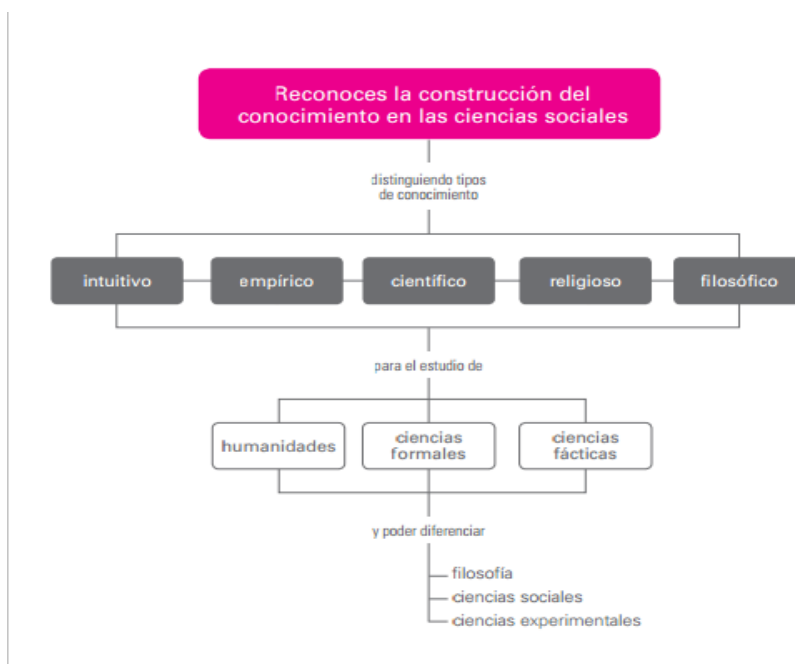 Reconoces la construcción del
conocimiento en las ciencias sociales
distinguiendo tipos
de conocimiento
intuitivo
empírico
científico
religioso
filosófico
para el estudio de
humanidades
ciencias
formales
ciencias
fácticas
y poder diferenciar
filosofía
ciencias sociales
ciencias experimentales